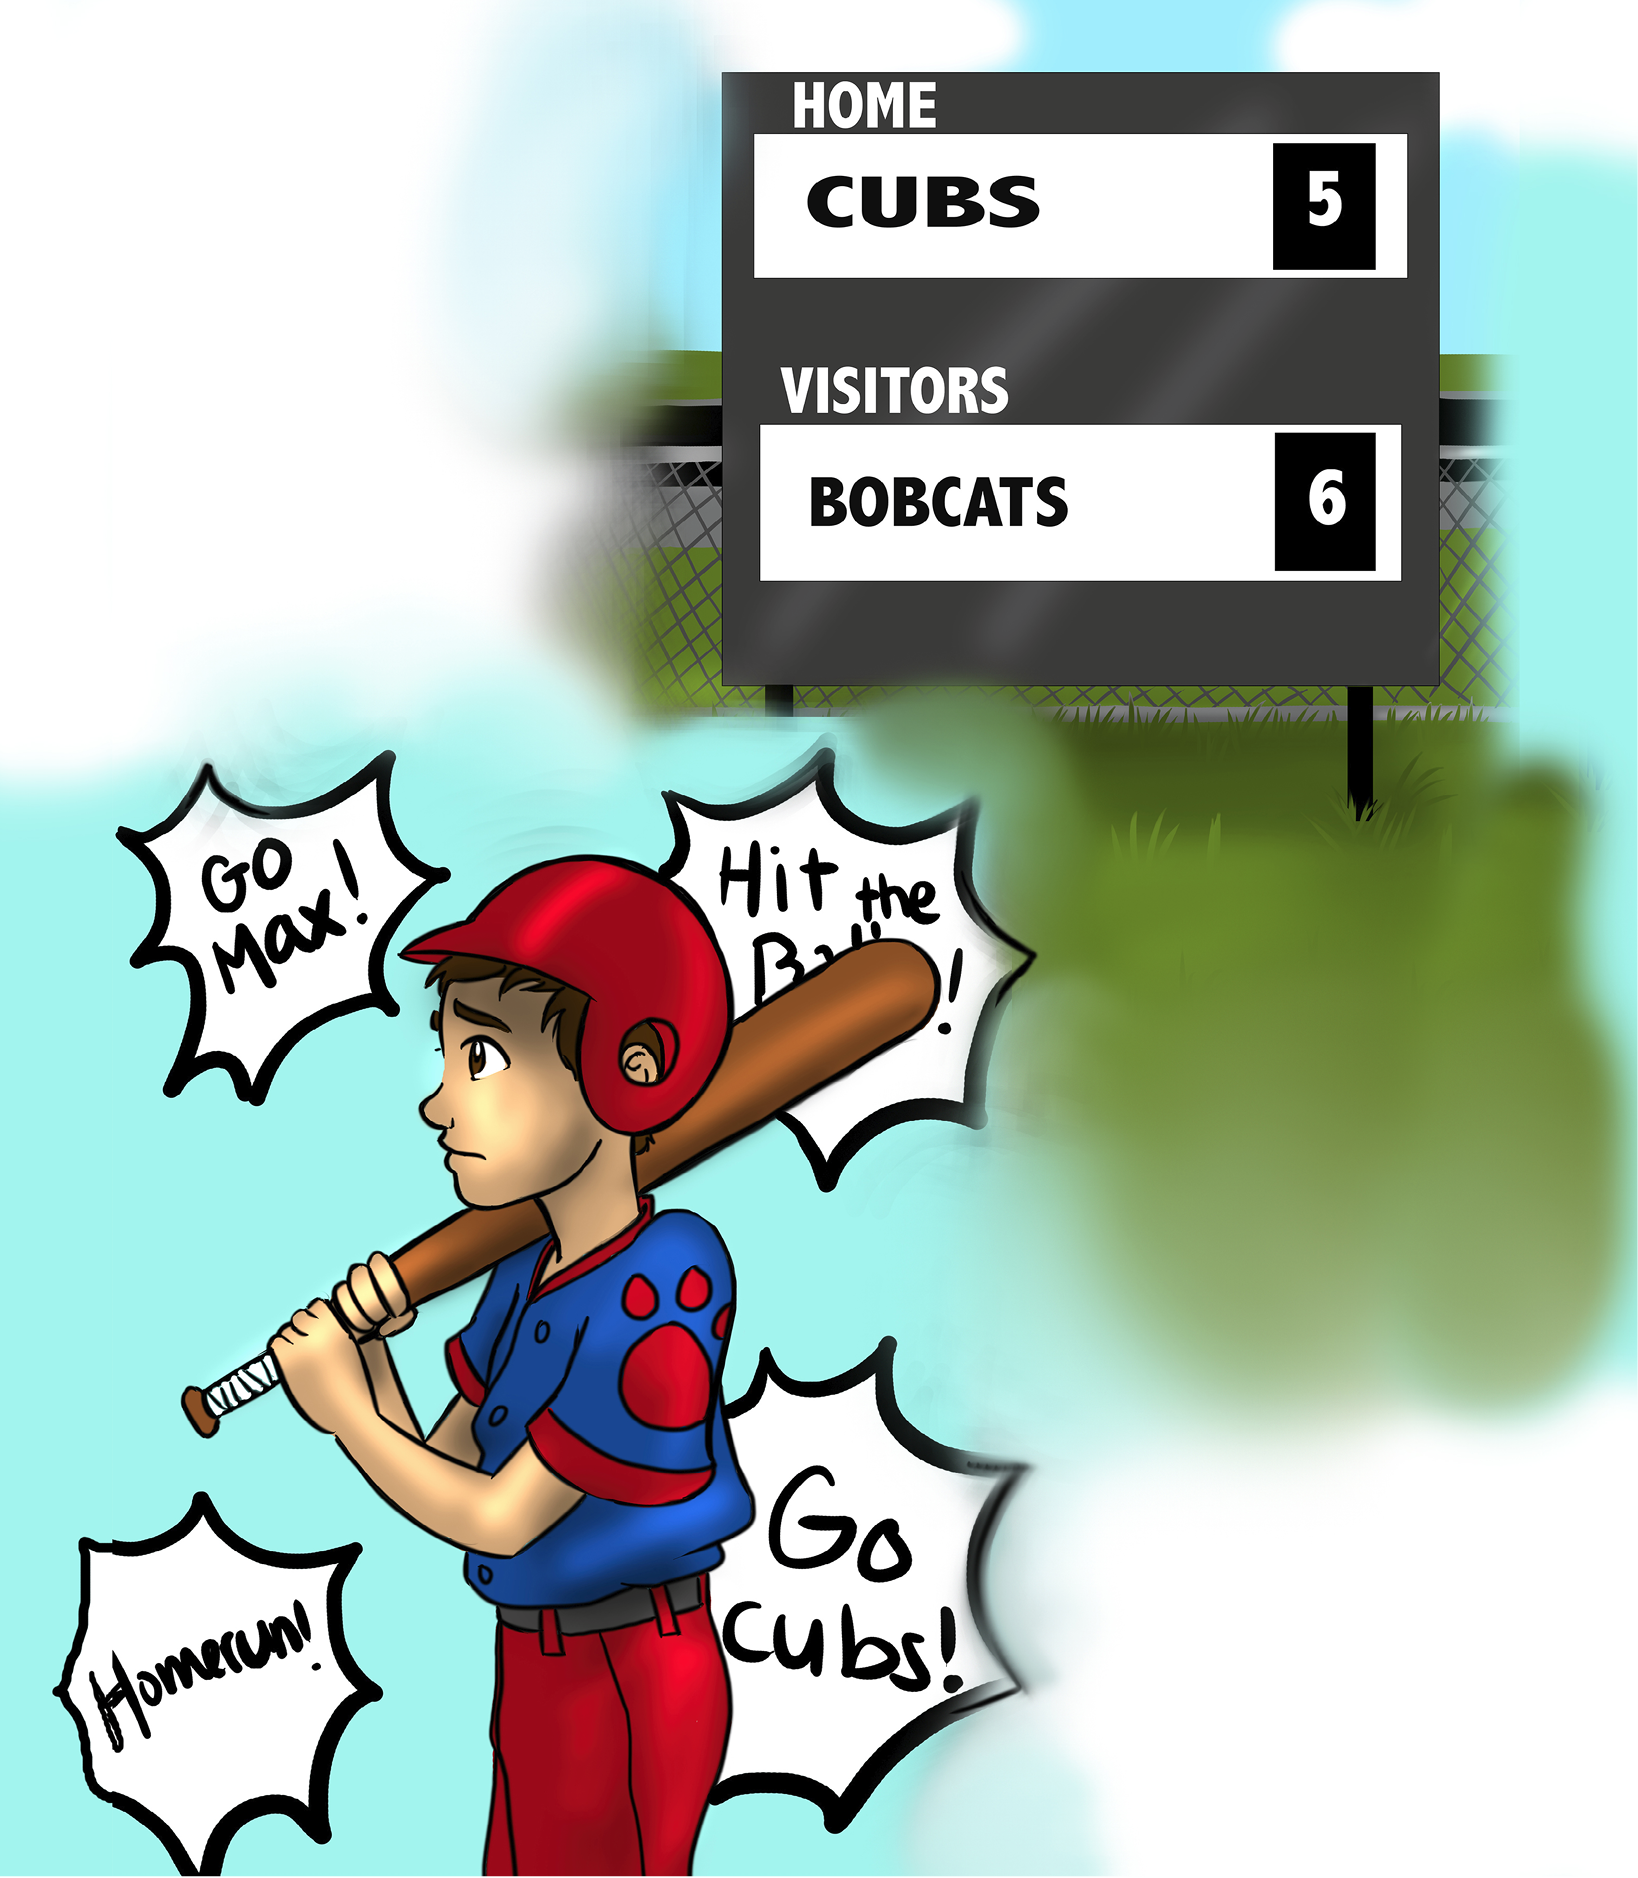 HOME
CUBS 5
VISITORS
BOBCATS 6
GO
Max!
Hit the
!
Go
cubs!
Homerun!